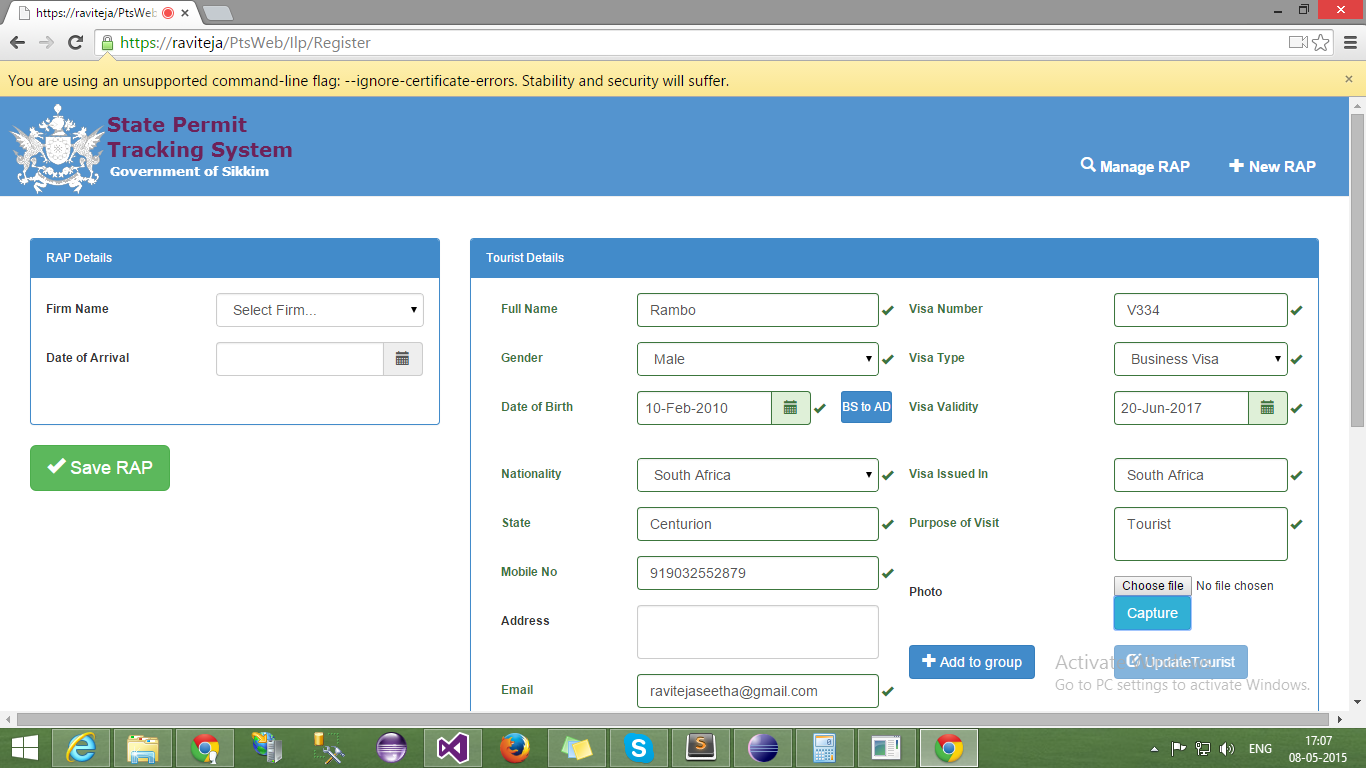 https://raviteja/PtsWeb
https://raviteja/PtsWeb/Ilp/Register
You are using an unsupported command-line flag: --ignore-certificate-errors. Stability and security will suffer.
State Permit
Tracking System
Government of Sikkim
Manage RAP
New RAP
RAP Details
Firm Name
Select Firm...
Date of Arrival
Save RAP
Tourist Details
Full Name
Rambo
Visa Number
V334
Gender
Male
Visa Type
Business Visa
Date of Birth
10-Feb-2010
BS to AD
Visa Validity
20-Jun-2017
Nationality
South Africa
Visa Issued In
South Africa
State
Centurion
Purpose of Visit
Tourist
Mobile No
919032552879
Photo
Choose file
No file chosen
Capture
Address
Add to group
Update Tourist
Activate Windows
Go to PC settings to activate Windows.
Email
ravitejaseetha@gmail.com
ENG
17:07
08-05-2015